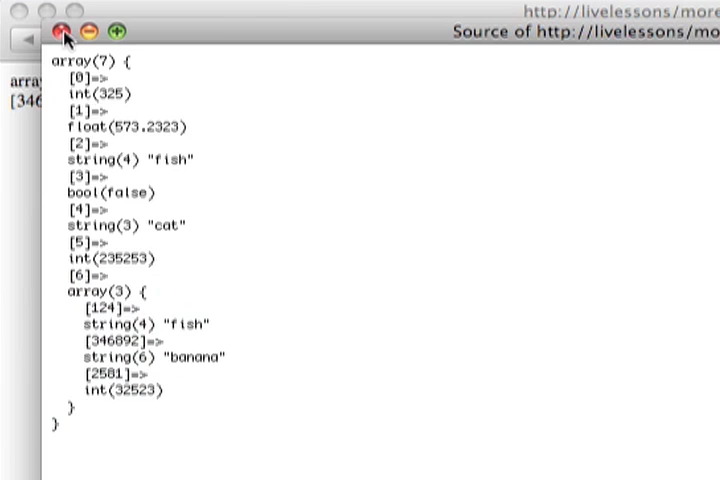 http://livelessons/more
Source of http://livelessons/mo
array(7) {
[0]=>
int(325)
[1]=>
float(573.2323)
[2]=>
string(4) "fish"
[3]=>
bool(false)
[4]=>
string(3) "cat"
[5]=>
int(235253)
[6]=>
array(3) {
[124]=>
string(4) "fish"
[346892]=>
string(6) "banana"
[2581]=>
int(32523)
}
}
array
[346